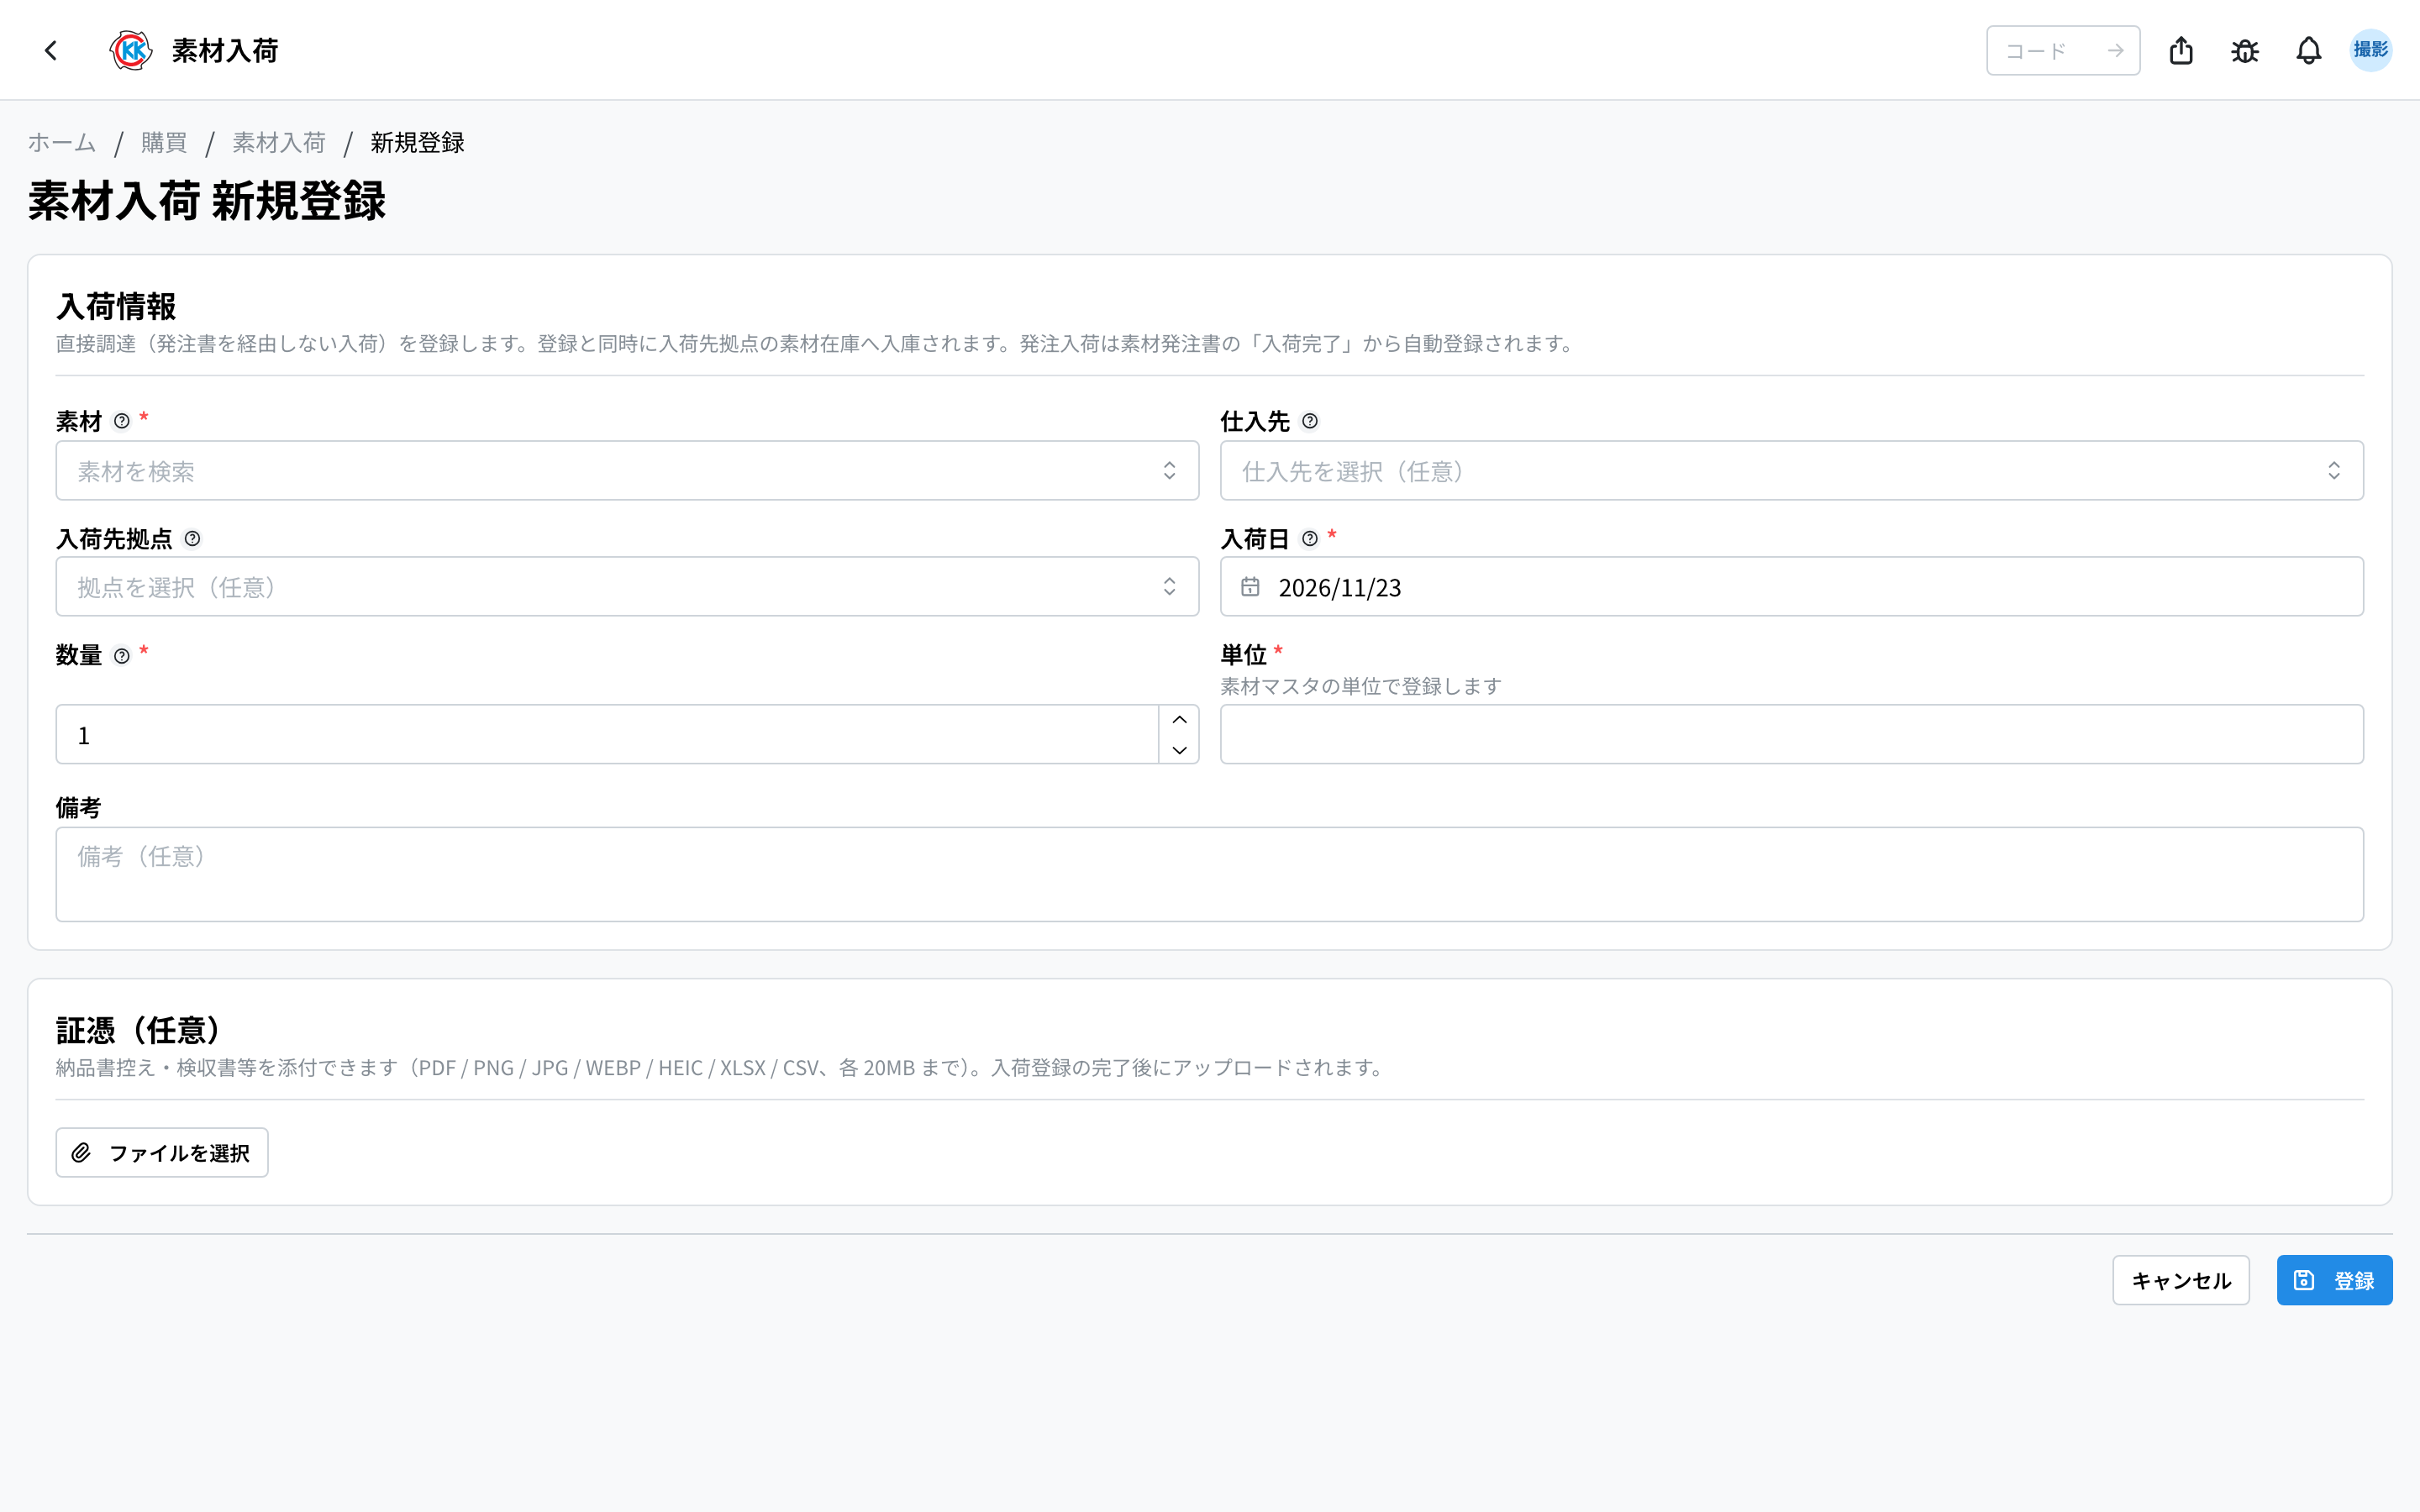 KK 素材入荷
コード
撮影
ホーム / 購買 / 素材入荷 / 新規登録
素材入荷 新規登録
入荷情報
直接調達（発注書を経由しない入荷）を登録します。登録と同時に入荷先拠点の素材在庫へ入庫されます。発注入荷は素材発注書の「入荷完了」から自動登録されます。
素材 *
素材を検索
仕入先
仕入先を選択（任意）
入荷先拠点
拠点を選択（任意）
入荷日 *
2026/11/23
数量 *
1
単位 *
素材マスタの単位で登録します
備考
備考（任意）
証憑（任意）
納品書控え・検収書等を添付できます（PDF / PNG / JPG / WEBP / HEIC / XLSX / CSV、各 20MB まで）。入荷登録の完了後にアップロードされます。
ファイルを選択
キャンセル
登録